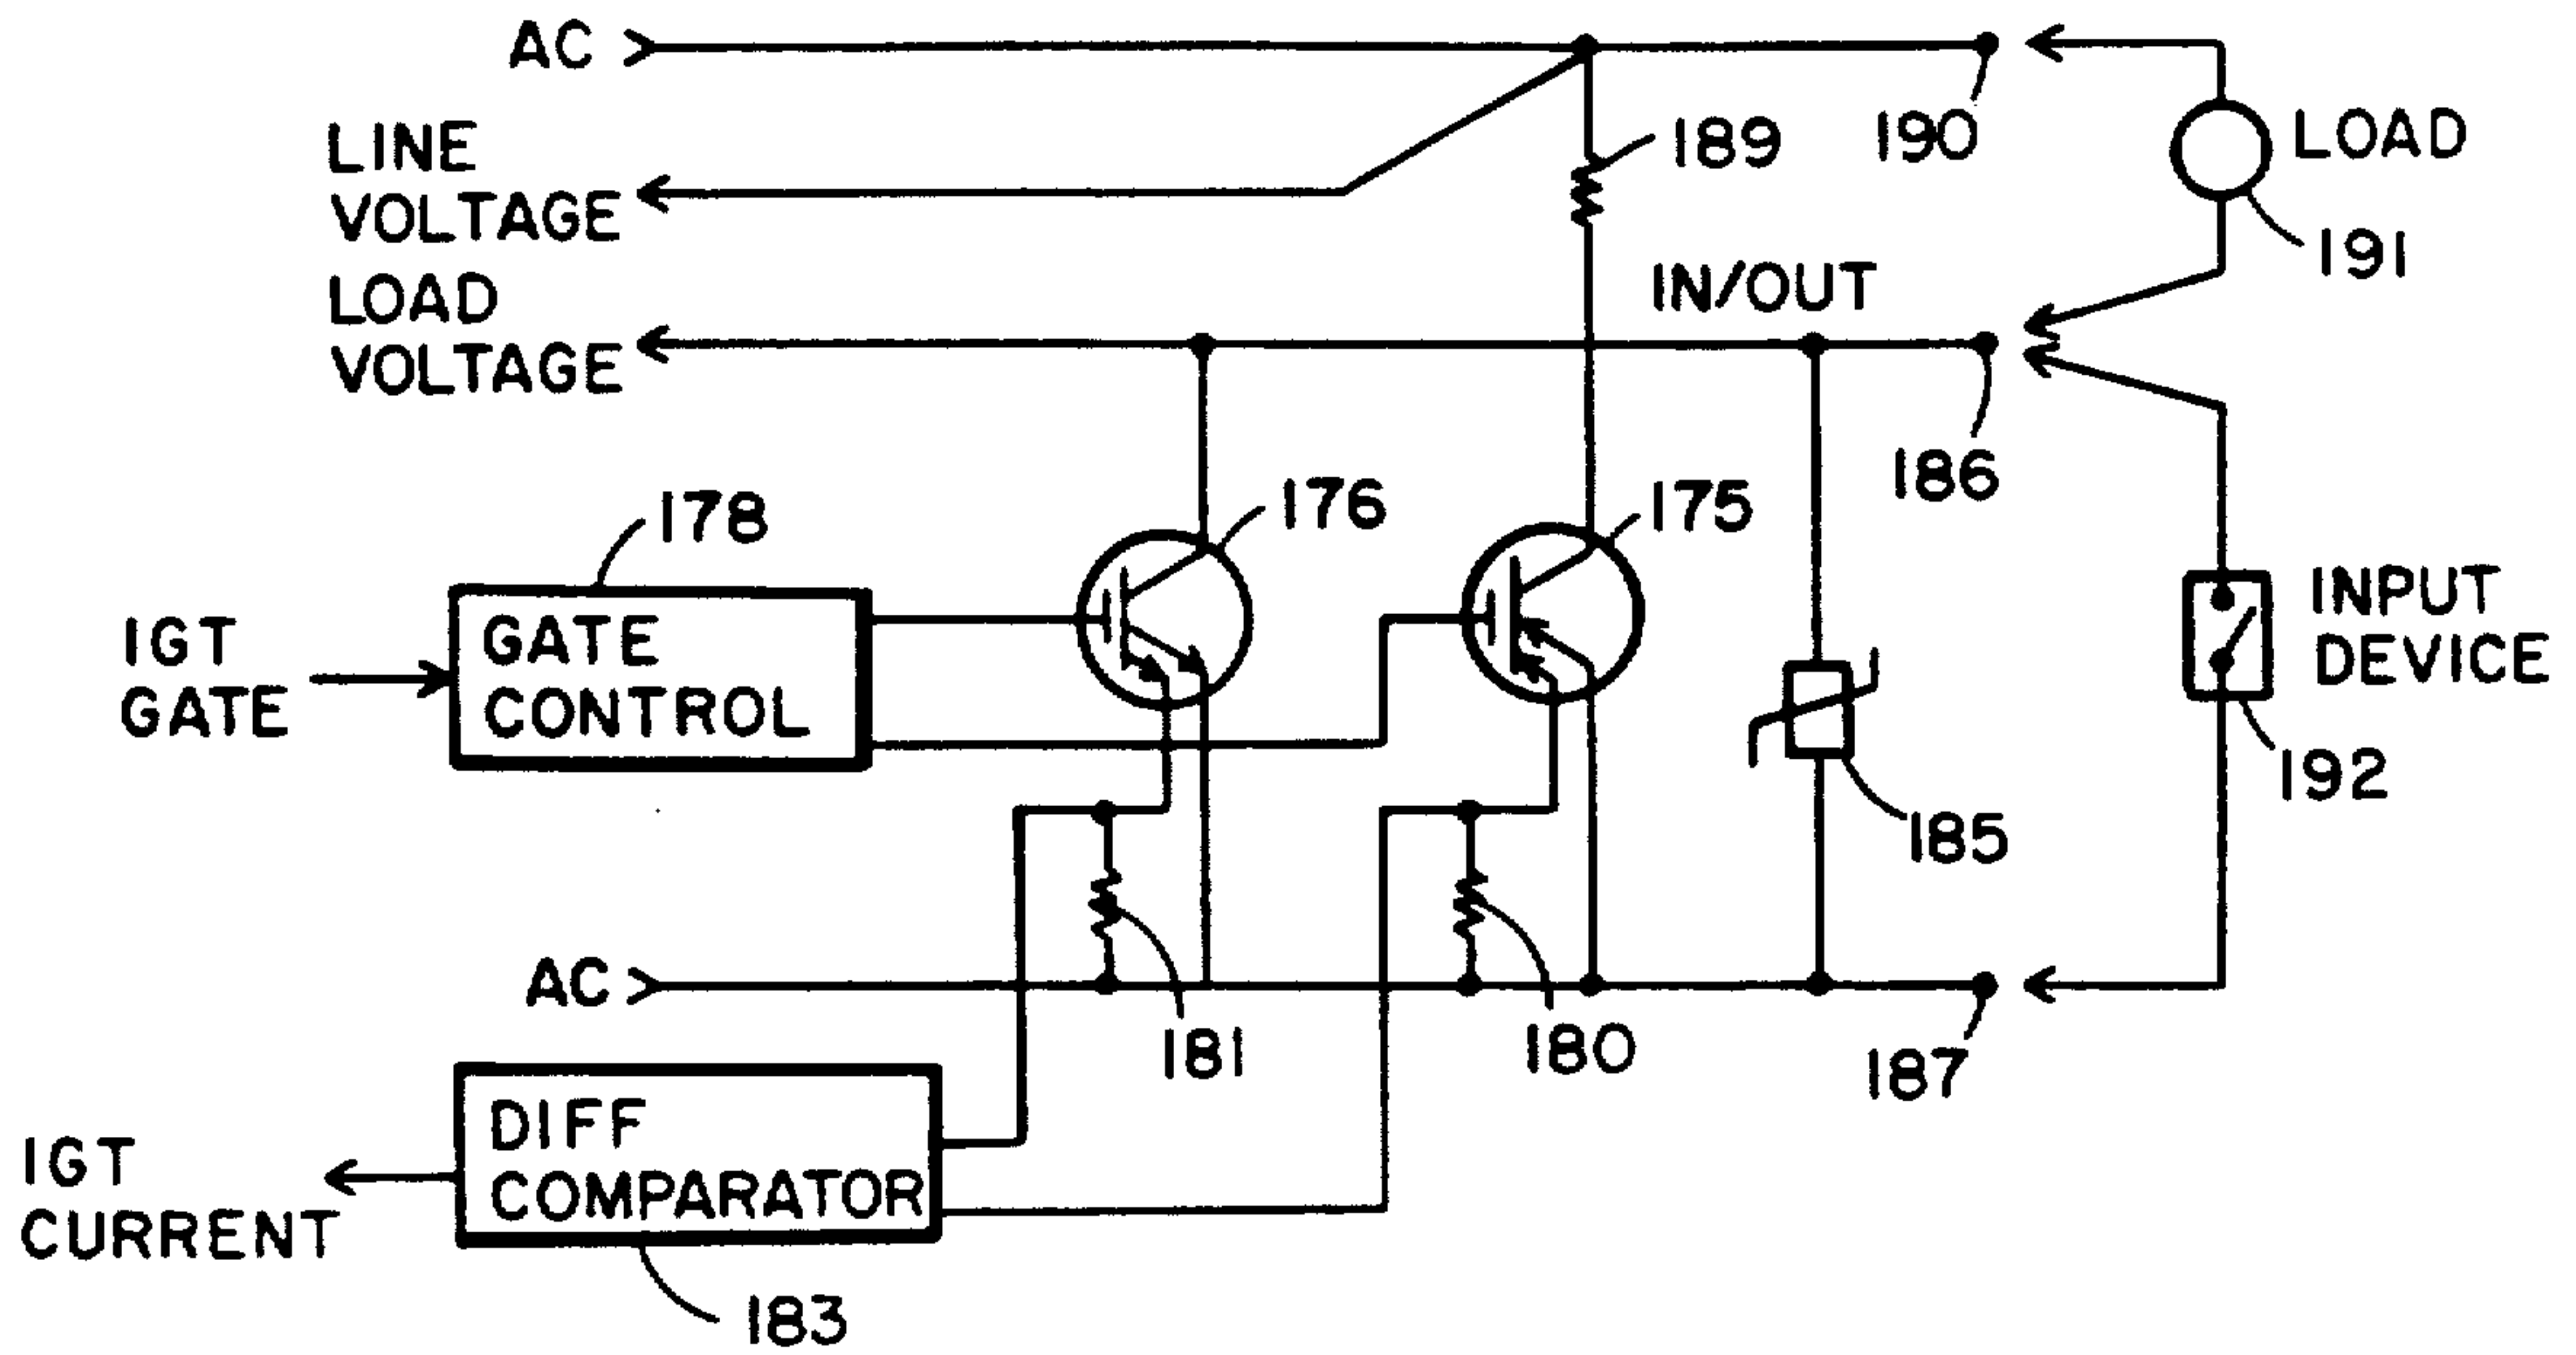 AC
LINE
VOLTAGE
189
190
LOAD
191
LOAD
VOLTAGE
IN/OUT
186
178
176
175
IGT
GATE
GATE
CONTROL
INPUT
DEVICE
192
185
AC
181
180
187
DIFF
COMPARATOR
IGT
CURRENT
183